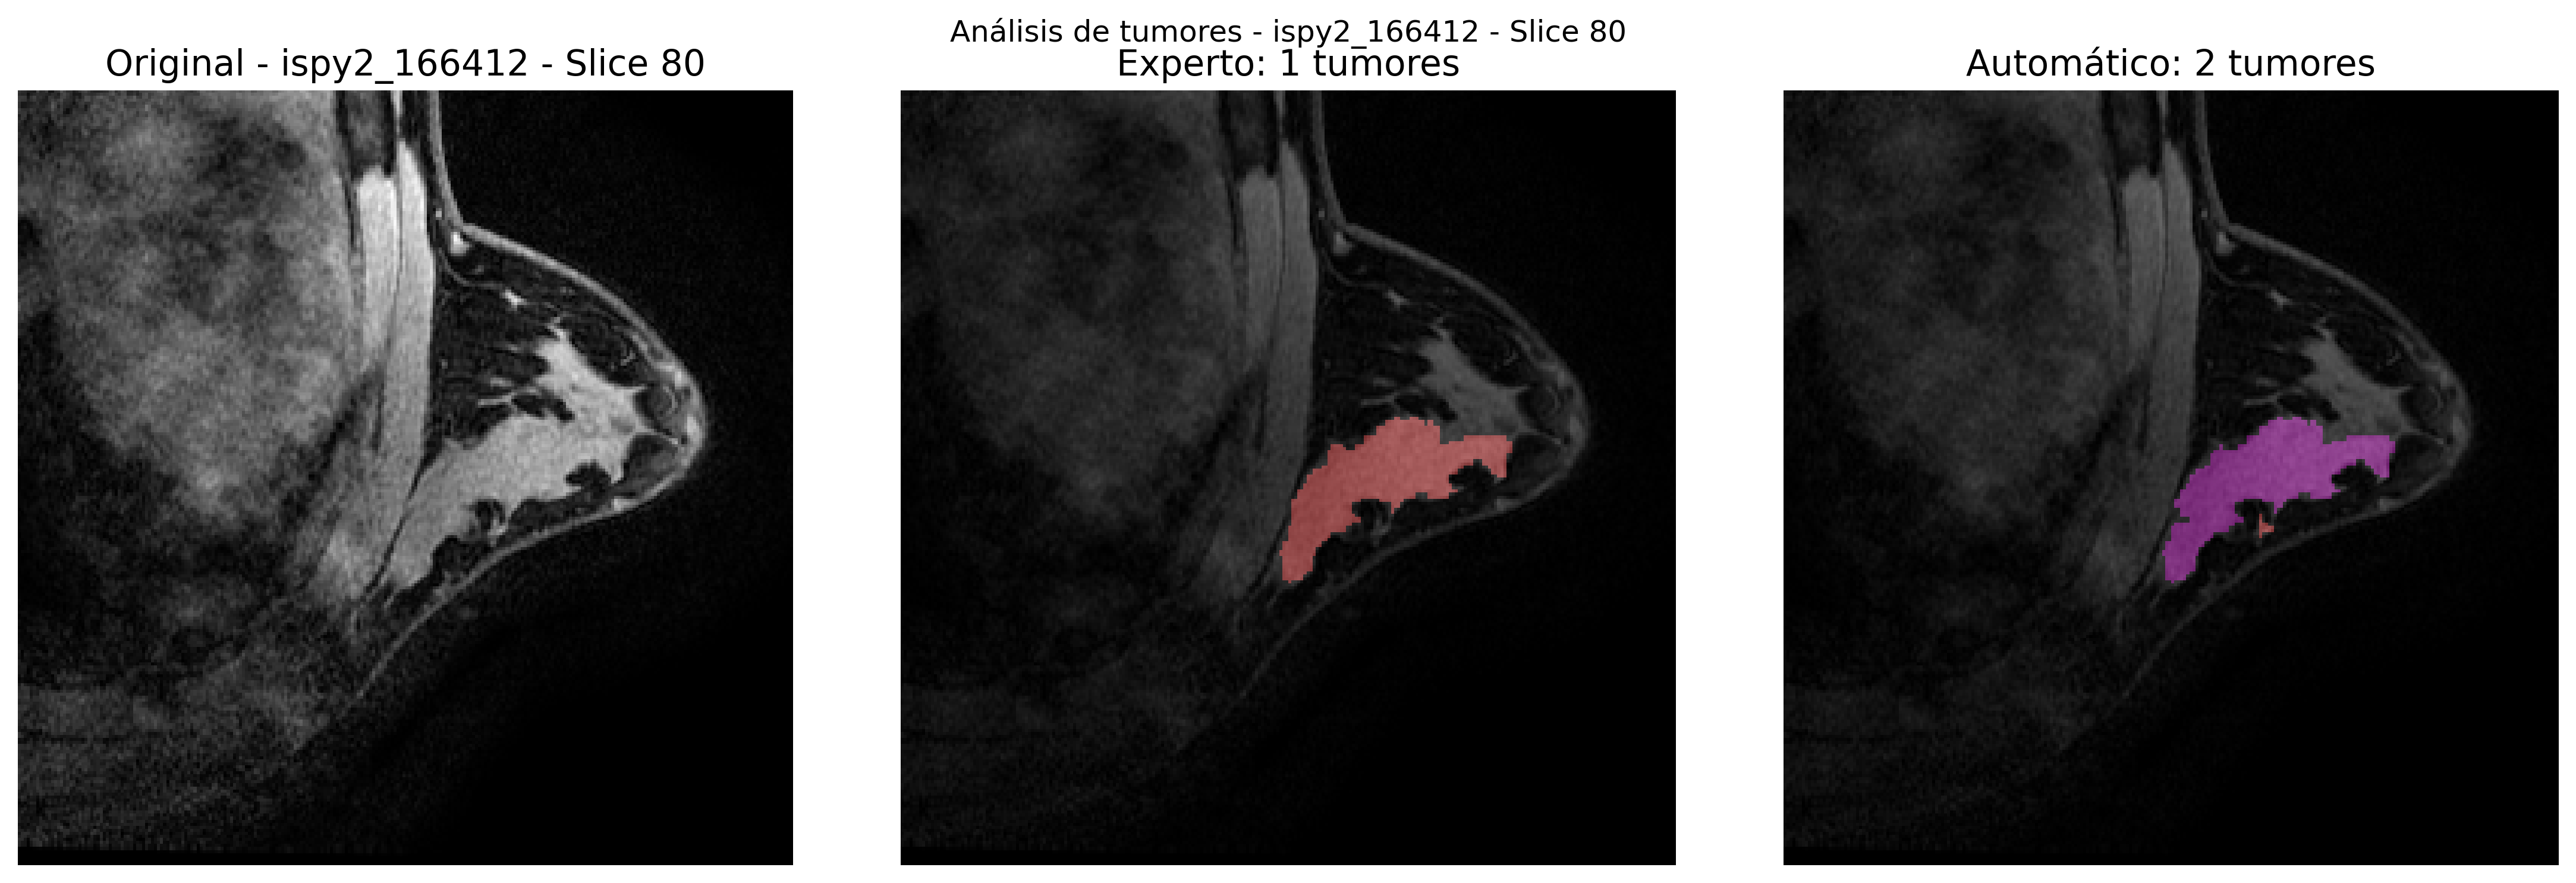 Análisis de tumores - ispy2_166412 - Slice 80
Original - ispy2_166412 - Slice 80
Experto: 1 tumores
Automático: 2 tumores